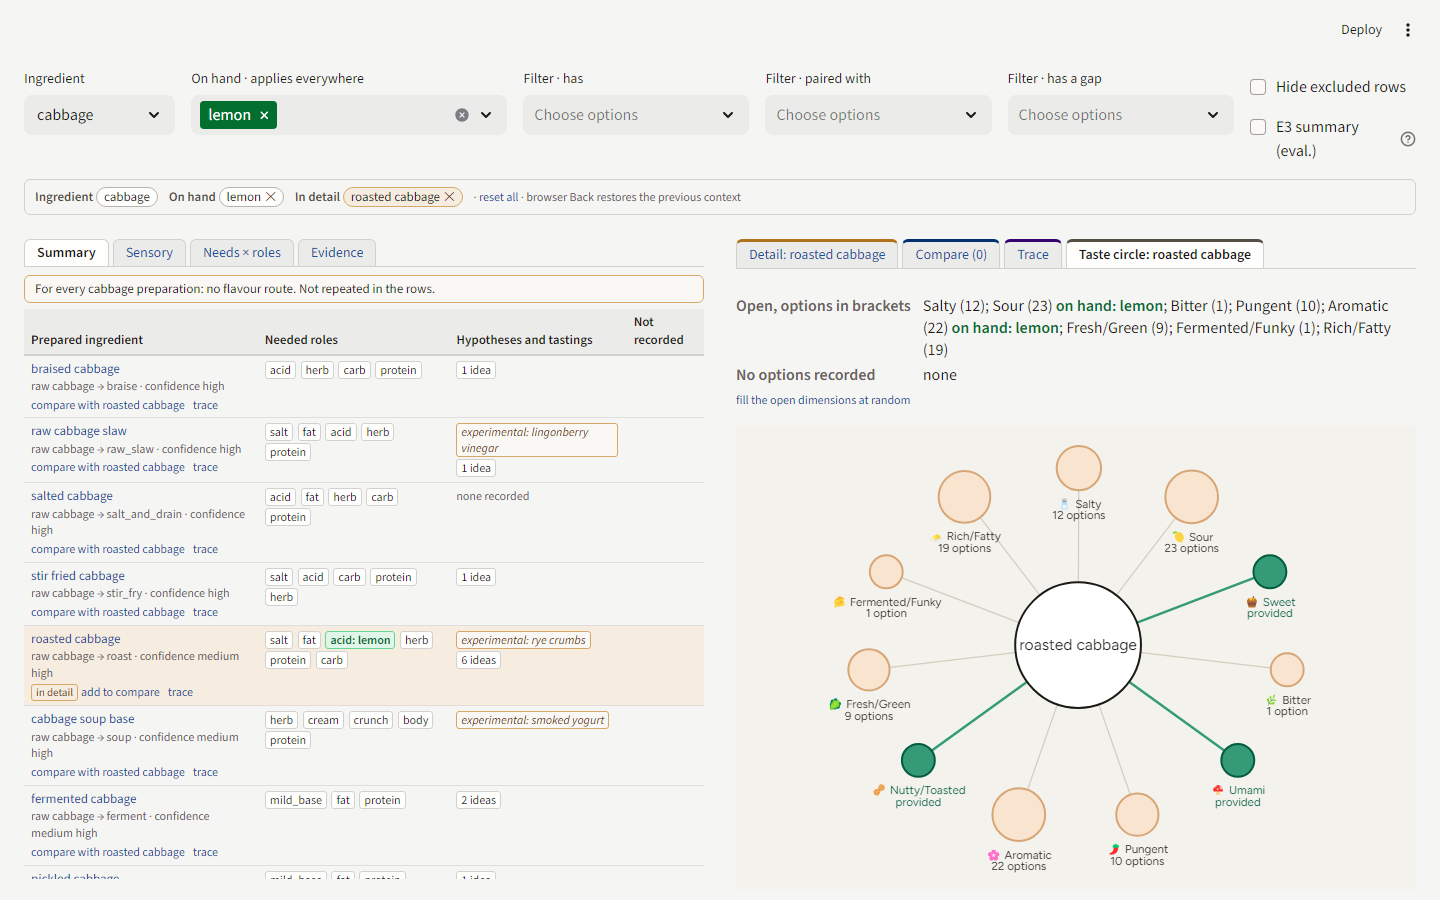 Deploy
Ingredient
On hand · applies everywhere
Filter · has
Filter · paired with
Filter · has a gap
cabbage
lemon ×
Choose options
Choose options
Choose options
Hide excluded rows
E3 summary
(eval.)
Ingredient cabbage On hand lemon × In detail roasted cabbage × · reset all · browser Back restores the previous context
Summary
Sensory
Needs × roles
Evidence
For every cabbage preparation: no flavour route. Not repeated in the rows.
Prepared ingredient
Needed roles
Hypotheses and tastings
Not
recorded
braised cabbage
raw cabbage → braise · confidence high
compare with roasted cabbage trace
acid herb carb protein
1 idea
raw cabbage slaw
raw cabbage → raw_slaw · confidence high
compare with roasted cabbage trace
salt fat acid herb
protein
experimental: lingonberry
vinegar
1 idea
salted cabbage
raw cabbage → salt_and_drain · confidence
high
compare with roasted cabbage trace
acid fat herb carb
protein
none recorded
stir fried cabbage
raw cabbage → stir_fry · confidence high
compare with roasted cabbage trace
salt acid carb protein
herb
1 idea
roasted cabbage
raw cabbage → roast · confidence medium
high
in detail add to compare trace
salt fat acid: lemon herb
protein carb
experimental: rye crumbs
6 ideas
cabbage soup base
raw cabbage → soup · confidence medium
high
compare with roasted cabbage trace
herb cream crunch body
protein
experimental: smoked yogurt
fermented cabbage
raw cabbage → ferment · confidence
medium high
compare with roasted cabbage trace
mild_base fat protein
2 ideas
pickled cabbage
mild_base fat protein
1 idea
Detail: roasted cabbage
Compare (0)
Trace
Taste circle: roasted cabbage
Open, options in brackets
Salty (12); Sour (23) on hand: lemon; Bitter (1); Pungent (10); Aromatic
(22) on hand: lemon; Fresh/Green (9); Fermented/Funky (1); Rich/Fatty
(19)
No options recorded
none
fill the open dimensions at random
Salty
12 options
Rich/Fatty
19 options
Sour
23 options
Fermented/Funky
1 option
Sweet
provided
roasted cabbage
Fresh/Green
9 options
Bitter
1 option
Nutty/Toasted
provided
Umami
provided
Aromatic
22 options
Pungent
10 options